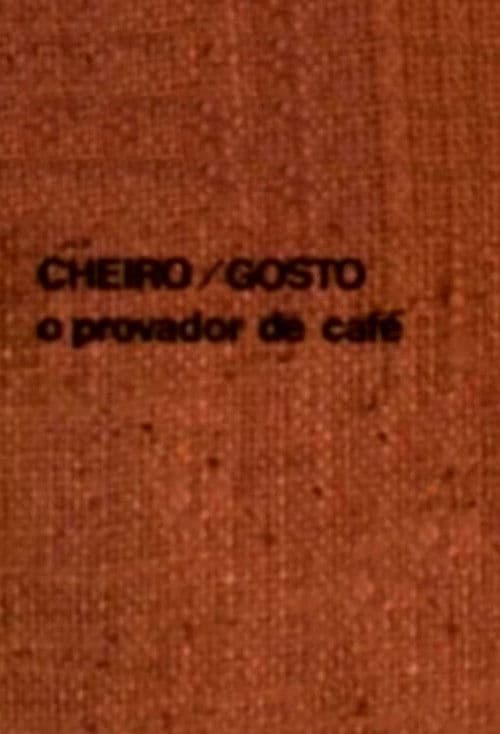 CHEIRO / GOSTO
o provador de café